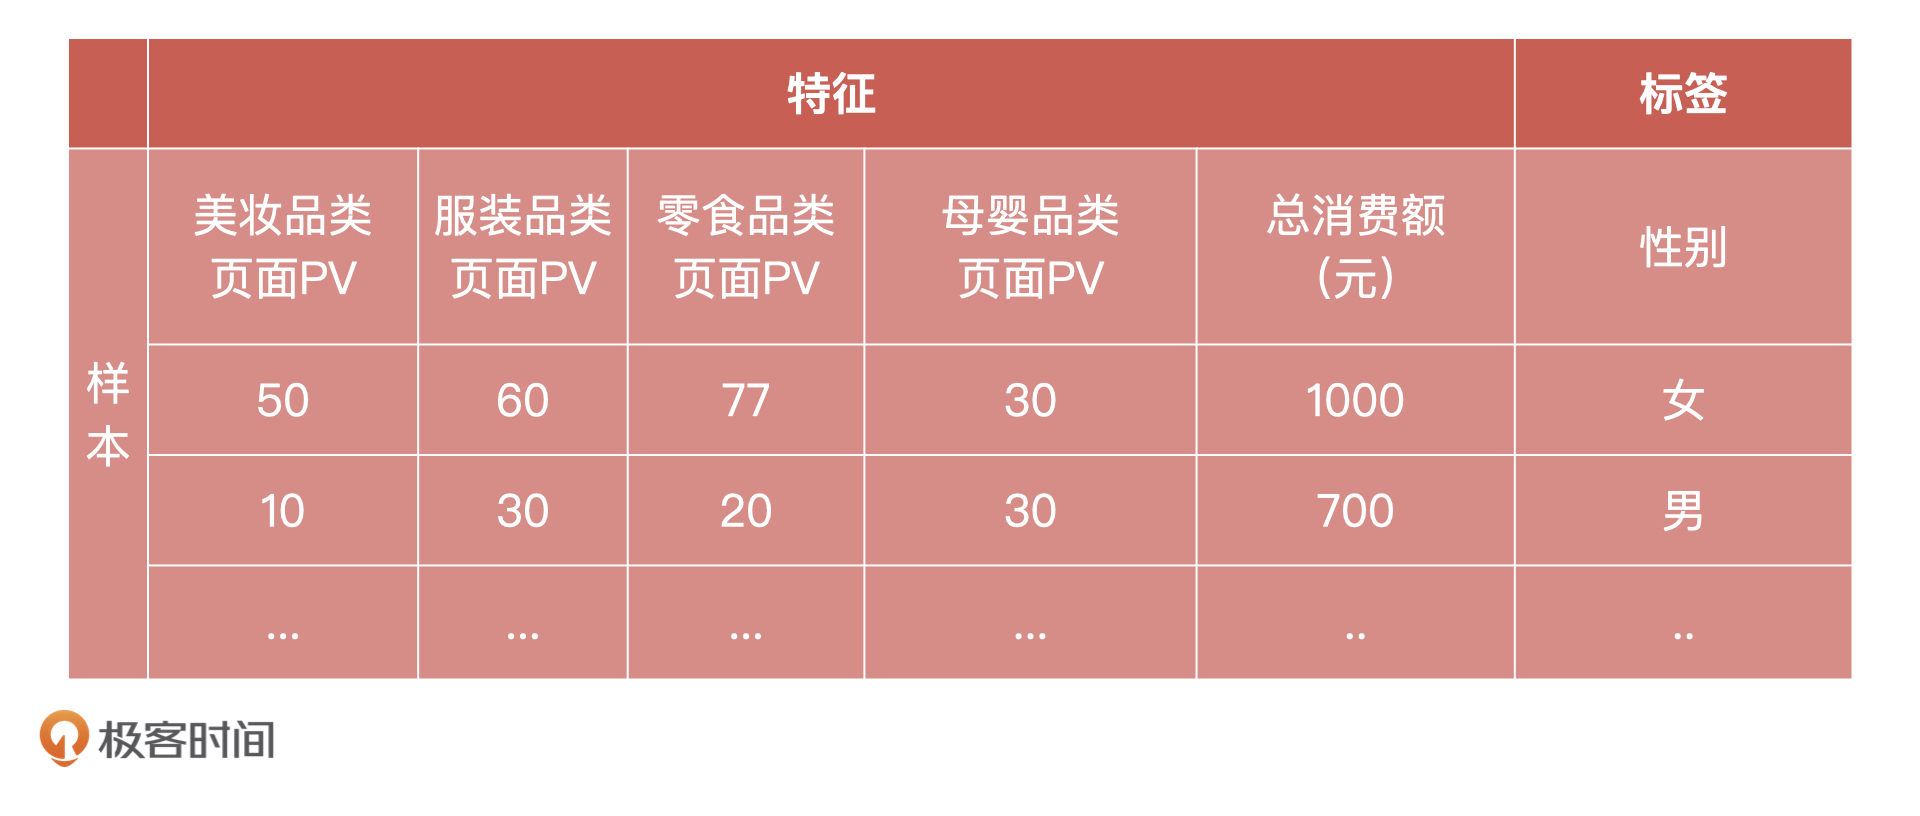 特征 标签
美妆品类 服装品类 零食品类 母婴品类 总消费额 性别
页面PV 页面PV 页面PV 页面PV (元)
样
本
50 60 77 30 1000 女
10 30 20 30 700 男
... ... ... ... .. ..
极客时间